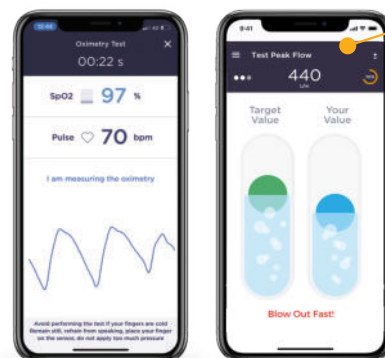 12:44
Oximetry Test
00:22 s
SpO2 97 %
Pulse 70 bpm
I am measuring the oximetry
Avoid performing the test if your fingers are cold
Remain still, refrain from speaking, place your finger
on the sensor, do not apply too much pressure
9:41
Test Peak Flow
440
L/m
Target
Value
Your
Value
Blow Out Fast!